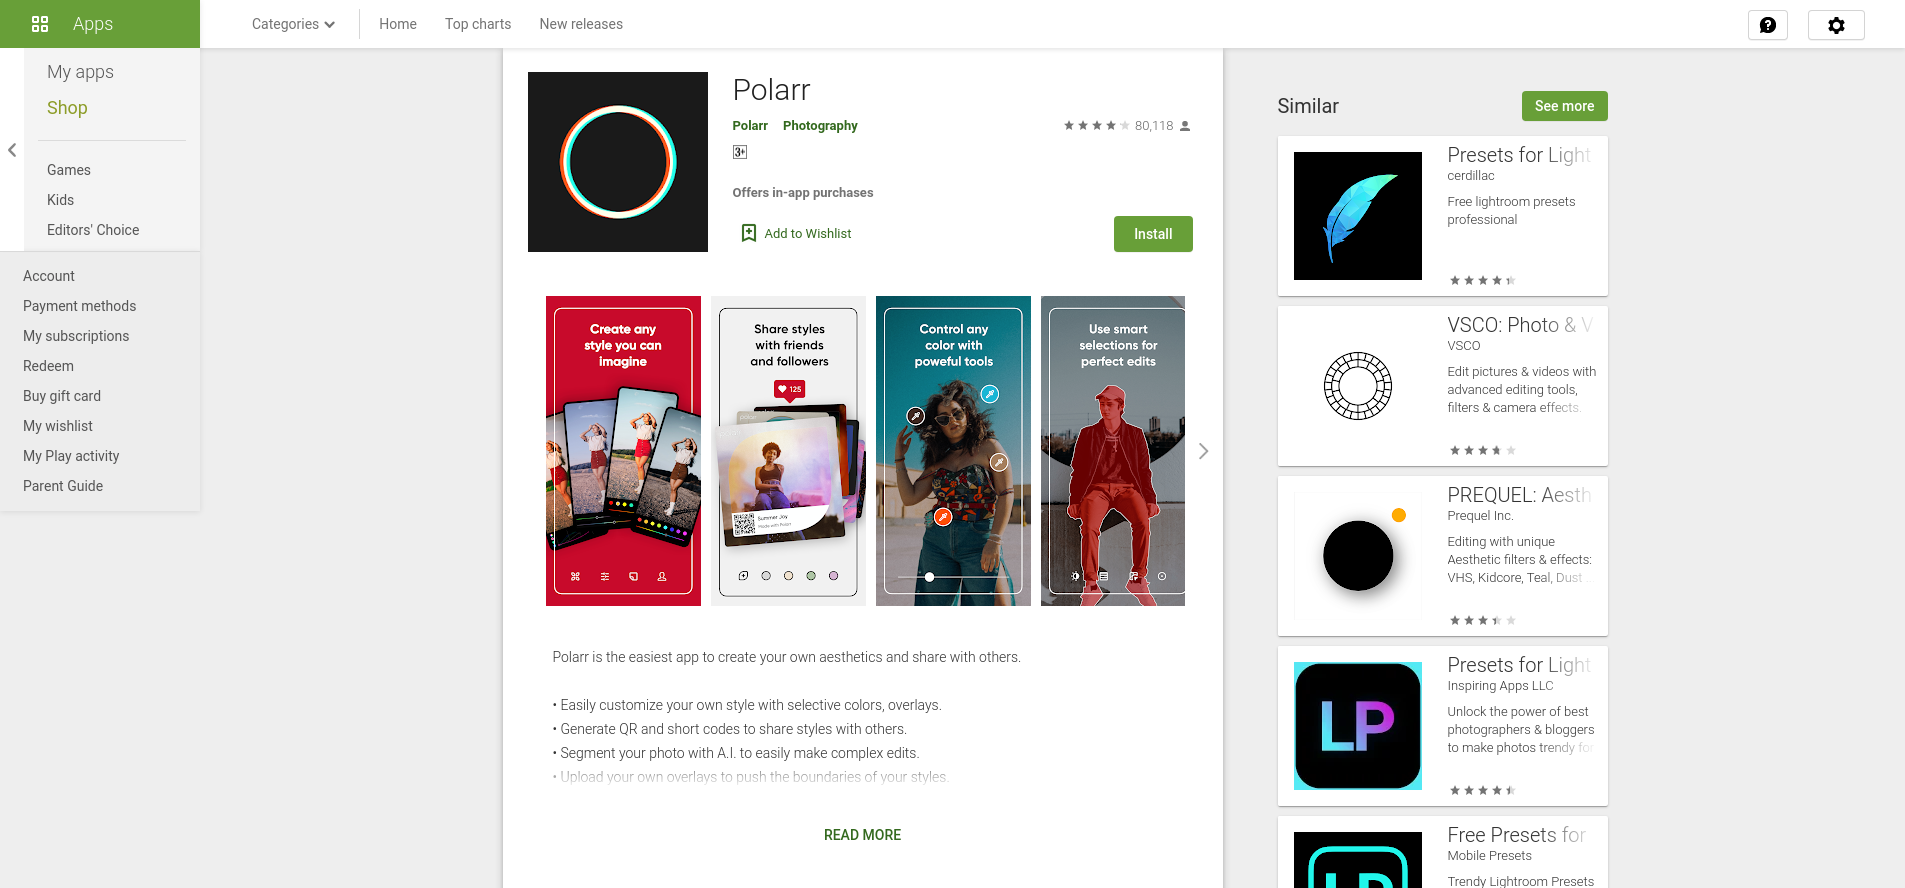 Apps
Categories
Home
Top charts
New releases
My apps
Shop
Games
Kids
Editors' Choice
Account
Payment methods
My subscriptions
Redeem
Buy gift card
My wishlist
My Play activity
Parent Guide
Polarr
Polarr
Photography
80,118
3+
Offers in-app purchases
Add to Wishlist
Install
Create any
style you can
imagine
Share styles
with friends
and followers
125
Summer Joy
Made with Polarr
Control any
color with
poweful tools
Use smart
selections for
perfect edits
Polarr is the easiest app to create your own aesthetics and share with others.
• Easily customize your own style with selective colors, overlays.
• Generate QR and short codes to share styles with others.
• Segment your photo with A.I. to easily make complex edits.
• Upload your own overlays to push the boundaries of your styles.
READ MORE
Similar
See more
Presets for Light
cerdillac
Free lightroom presets
professional
VSCO: Photo & V
VSCO
Edit pictures & videos with
advanced editing tools,
filters & camera effects.
PREQUEL: Aesth
Prequel Inc.
Editing with unique
Aesthetic filters & effects:
VHS, Kidcore, Teal, Dust
LP
Presets for Light
Inspiring Apps LLC
Unlock the power of best
photographers & bloggers
to make photos trendy for
Free Presets for
Mobile Presets
Trendy Lightroom Presets